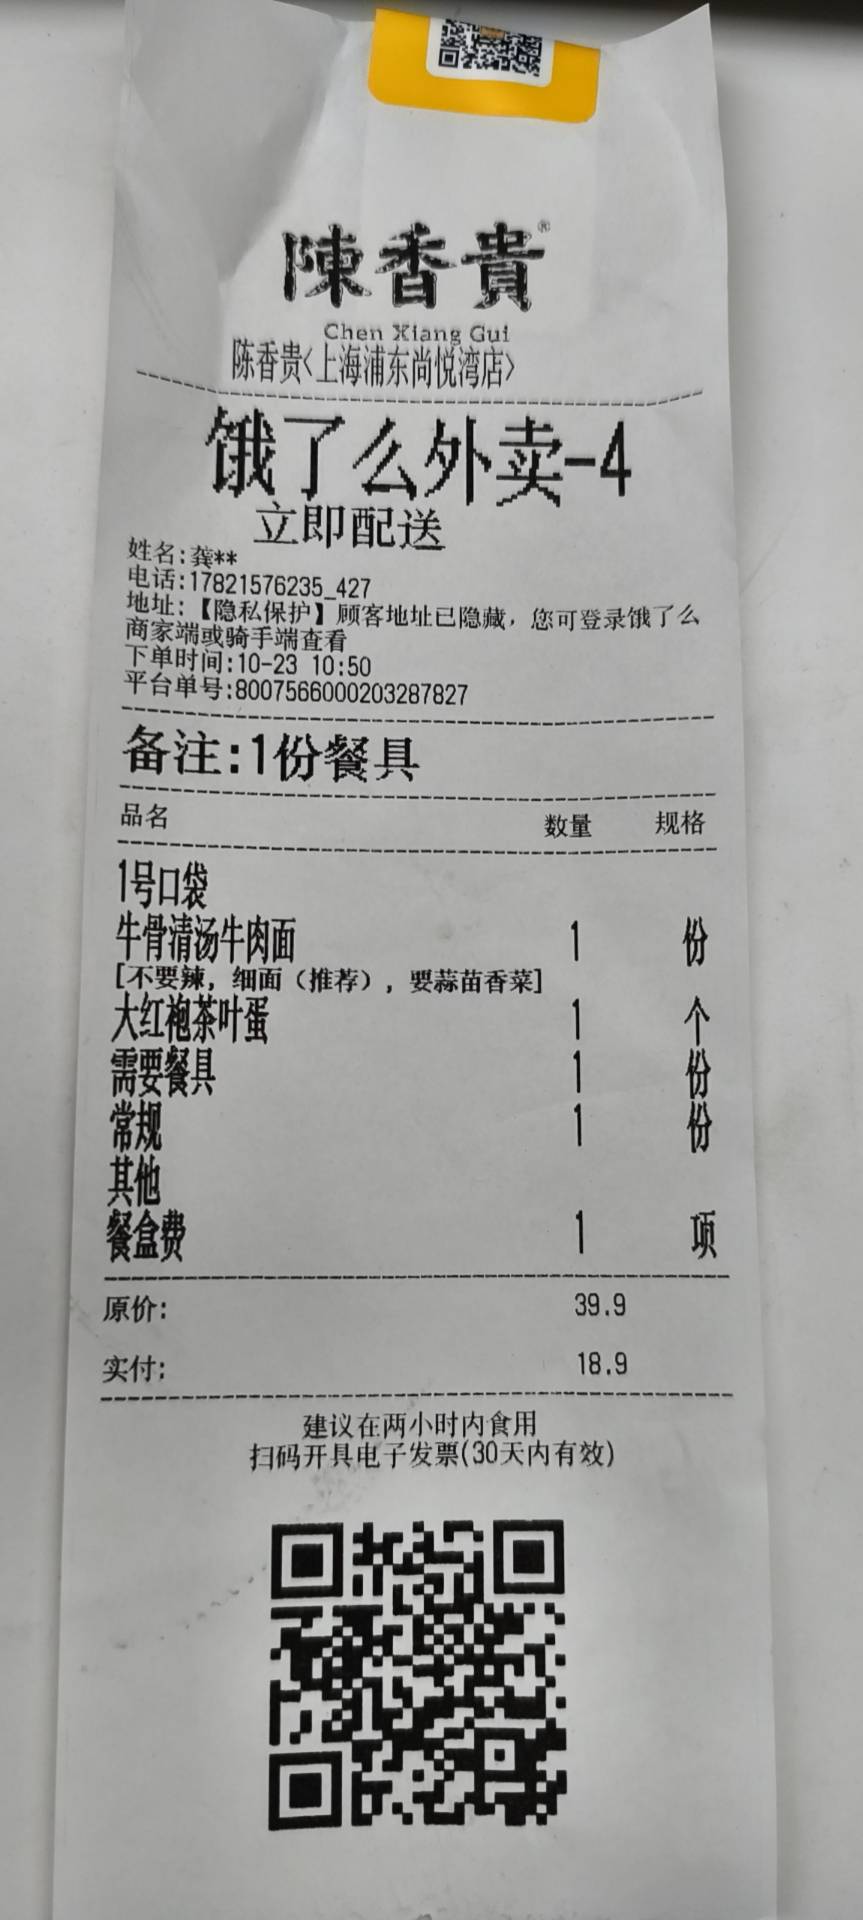 陳香貴®
Chen Xiang Gui
陈香贵<上海浦东尚悦湾店>
饿了么外卖-4
立即配送
姓名:龚**
电话:17821576235_427
地址:【隐私保护】顾客地址已隐藏，您可登录饿了么
商家端或骑手端查看
下单时间:10-23 10:50
平台单号:8007566000203287827
备注:1份餐具
品名 数量 规格
1号口袋
牛骨清汤牛肉面 1 份
[不要辣，细面（推荐），要蒜苗香菜]
大红袍茶叶蛋 1 个
需要餐具 1 份
常规 1 份
其他
餐盒费 1 项
原价: 39.9
实付: 18.9
建议在两小时内食用
扫码开具电子发票(30天内有效)